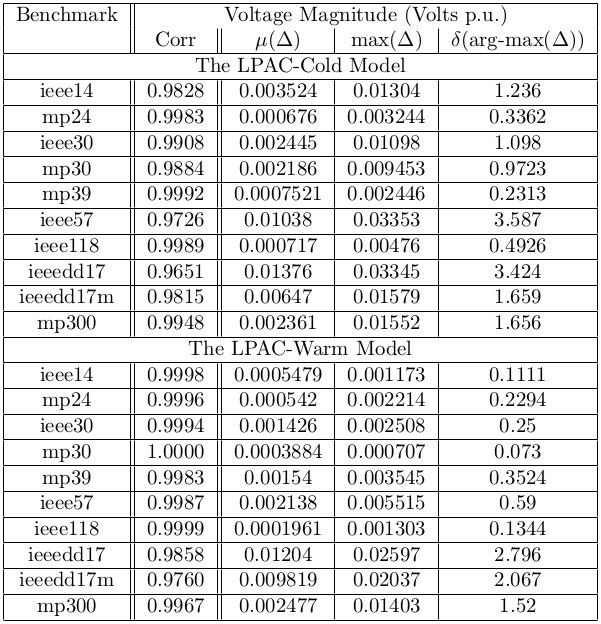 Benchmark Voltage Magnitude (Volts p.u.)
Corr μ(Δ) max(Δ) δ(arg-max(Δ))
The LPAC-Cold Model
ieee14 0.9828 0.003524 0.01304 1.236
mp24 0.9983 0.000676 0.003244 0.3362
ieee30 0.9908 0.002445 0.01098 1.098
mp30 0.9884 0.002186 0.009453 0.9723
mp39 0.9992 0.0007521 0.002446 0.2313
ieee57 0.9726 0.01038 0.03353 3.587
ieee118 0.9989 0.000717 0.00476 0.4926
ieeedd17 0.9651 0.01376 0.03345 3.424
ieeedd17m 0.9815 0.00647 0.01579 1.659
mp300 0.9948 0.002361 0.01552 1.656
The LPAC-Warm Model
ieee14 0.9998 0.0005479 0.001173 0.1111
mp24 0.9996 0.000542 0.002214 0.2294
ieee30 0.9994 0.001426 0.002508 0.25
mp30 1.0000 0.0003884 0.000707 0.073
mp39 0.9983 0.00154 0.003545 0.3524
ieee57 0.9987 0.002138 0.005515 0.59
ieee118 0.9999 0.0001961 0.001303 0.1344
ieeedd17 0.9858 0.01204 0.02597 2.796
ieeedd17m 0.9760 0.009819 0.02037 2.067
mp300 0.9967 0.002477 0.01403 1.52